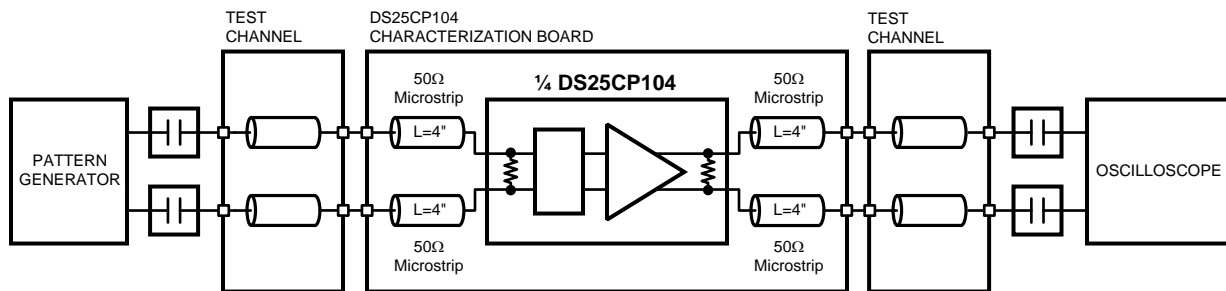 TEST
CHANNEL
DS25CP104
CHARACTERIZATION BOARD
TEST
CHANNEL
50Ω
Microstrip
¼ DS25CP104
50Ω
Microstrip
L=4"
L=4"
PATTERN
GENERATOR
OSCILLOSCOPE
L=4"
L=4"
50Ω
Microstrip
50Ω
Microstrip